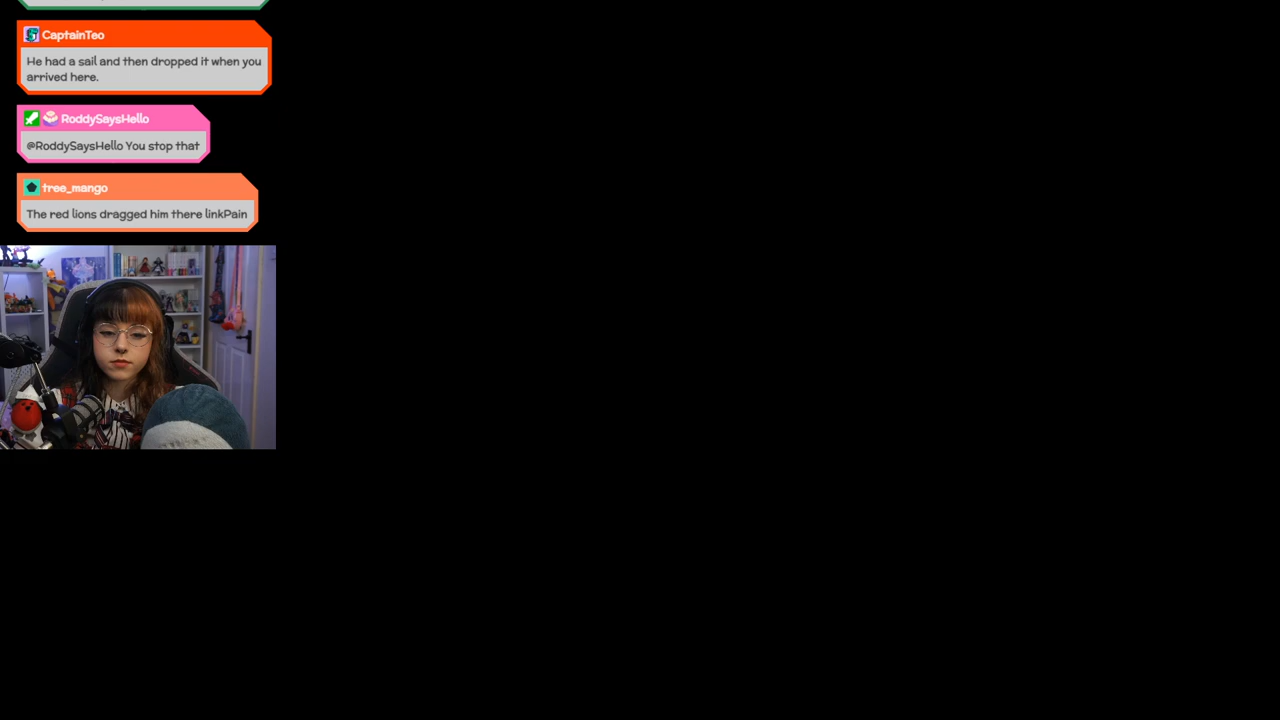 CaptainTeo
He had a sail and then dropped it when you
arrived here.
RoddySaysHello
@RoddySaysHello You stop that
tree_mango
The red lions dragged him there linkPain